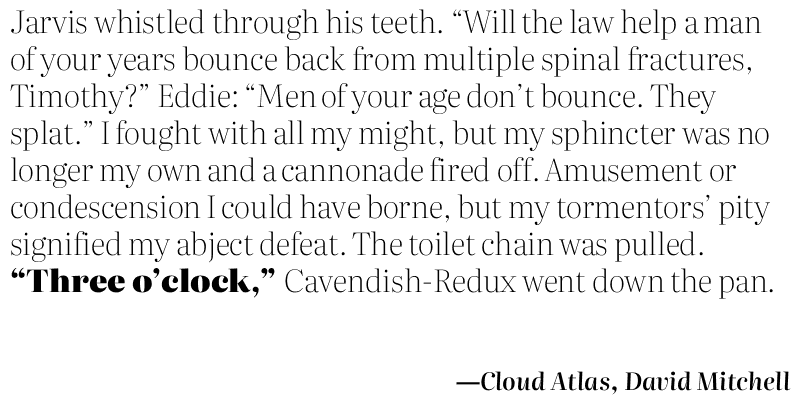 Jarvis whistled through his teeth. “Will the law help a man
of your years bounce back from multiple spinal fractures,
Timothy?” Eddie: “Men of your age don’t bounce. They
splat.” I fought with all my might, but my sphincter was no
longer my own and a cannonade fired off. Amusement or
condescension I could have borne, but my tormentors’ pity
signified my abject defeat. The toilet chain was pulled.
“Three o’clock,” Cavendish-Redux went down the pan.
—Cloud Atlas, David Mitchell